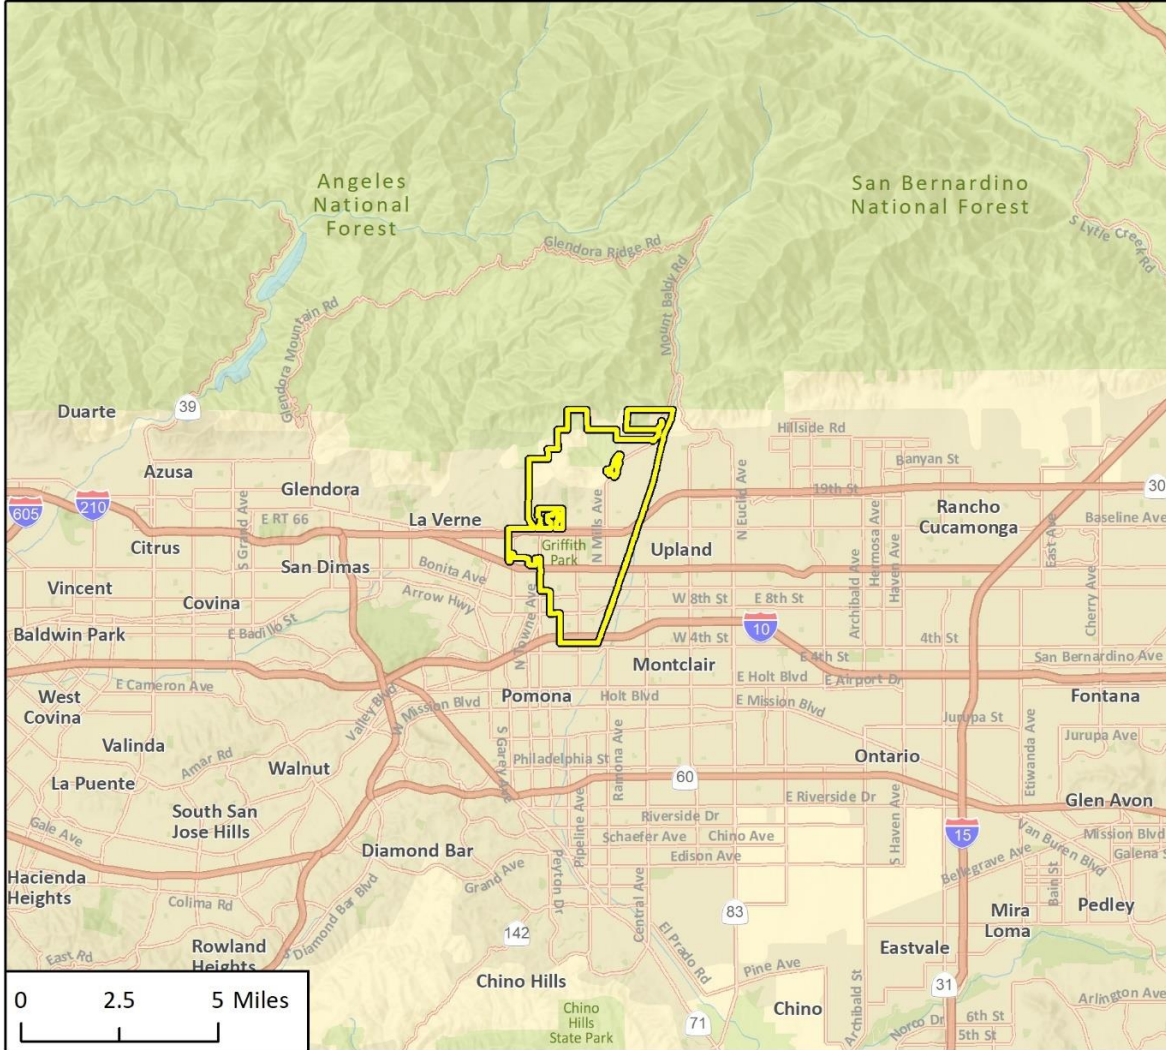 Angeles
National
Forest
San Bernardino
National Forest
S Lytle Creek Rd
Glendora Ridge Rd
Mount Baldy Rd
Glendora Mountain Rd
Duarte
39
Hillside Rd
Banyan St
Azusa
Glendora
19th St
30
605
210
S Grand Ave
E RT 66
La Verne
N Mills Ave
N Euclid Ave
Rancho
Cucamonga
Baseline Ave
Citrus
Griffith
Park
Upland
Hermosa Ave
East Ave
San Dimas
Bonita Ave
Vincent
Covina
Arrow Hwy
N Towne Ave
W 8th St
E 8th St
Archibald Ave
Haven Ave
Cherry Ave
Baldwin Park
E Badillo St
10
W 4th St
4th St
E 4th St
San Bernardino Ave
Montclair
West
Covina
E Cameron Ave
Valley Blvd
W Mission Blvd
Pomona
Holt Blvd
E Holt Blvd
E Airport Dr
E Mission Blvd
Fontana
Valinda
Amar Rd
S Garey Ave
Ramona Ave
Jurupa St
Jurupa Ave
Etiwanda Ave
La Puente
Walnut
Philadelphia St
Ontario
60
South San
Jose Hills
E Riverside Dr
Glen Avon
Gale Ave
Pipeline Ave
Riverside Dr
Schaefer Ave
Chino Ave
S Haven Ave
15
Van Buren Blvd
Mission Blvd
Diamond Bar
Edison Ave
Bellegrave Ave
Galena S
Hacienda
Heights
Grand Ave
Peyton Dr
Bain St
Colima Rd
Diamond Bar Blvd
Central Ave
83
Mira
Loma
Pedley
142
East Rd
Rowland
Heights
El Prado Rd
Eastvale
Pine Ave
Chino Hills
Archibald St
31
Arlington Ave
Chino
Hills
State Park
Chino
71
Norco Dr
6th St
5th St
0
2.5
5 Miles